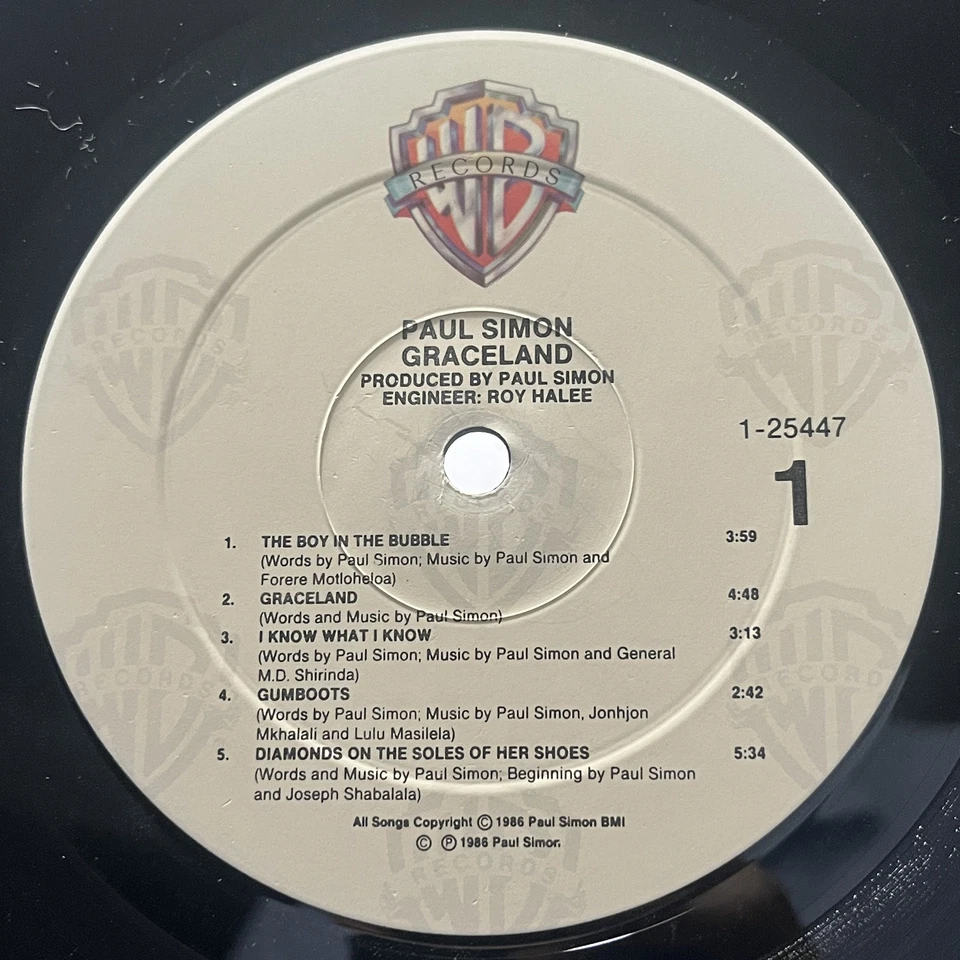 WB
RECORDS
PAUL SIMON
GRACELAND
PRODUCED BY PAUL SIMON
ENGINEER: ROY HALEE
1-25447
1
1. THE BOY IN THE BUBBLE 3:59
(Words by Paul Simon; Music by Paul Simon and
Forere Motloheloa)
2. GRACELAND 4:48
(Words and Music by Paul Simon)
3. I KNOW WHAT I KNOW 3:13
(Words by Paul Simon; Music by Paul Simon and General
M.D. Shirinda)
4. GUMBOOTS 2:42
(Words by Paul Simon; Music by Paul Simon, Jonhjon
Mkhalali and Lulu Masilela)
5. DIAMONDS ON THE SOLES OF HER SHOES 5:34
(Words and Music by Paul Simon; Beginning by Paul Simon
and Joseph Shabalala)
All Songs Copyright © 1986 Paul Simon BMI
© ℗ 1986 Paul Simon.